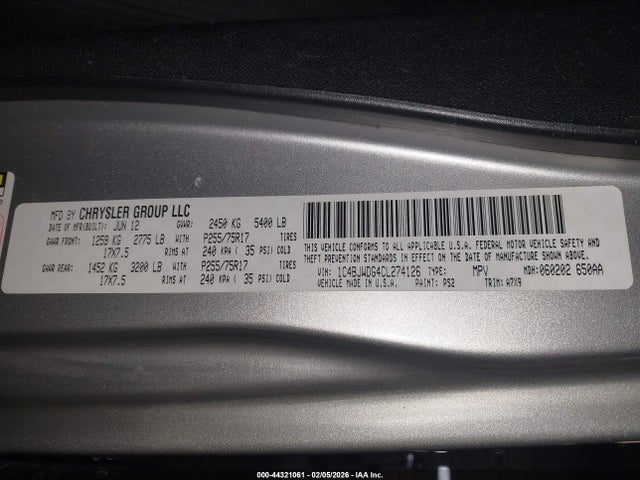 MFD BY CHRYSLER GROUP LLC
DATE OF MFR(BUILT): JUN 12 GVWR: 2450 KG 5400 LB
GAWR FRONT: 1259 KG 2775 LB WITH P255/75R17 TIRES
17X7.5 RIMS AT 240 KPA ( 35 PSI) COLD
GAWR REAR: 1452 KG 3200 LB WITH P255/75R17 TIRES
17X7.5 RIMS AT 240 KPA ( 35 PSI) COLD
THIS VEHICLE CONFORMS TO ALL APPLICABLE U.S.A. FEDERAL MOTOR VEHICLE SAFETY AND
THEFT PREVENTION STANDARDS IN EFFECT ON THE DATE OF MANUFACTURE SHOWN ABOVE.
VIN: 1C4BJWDG4CL274126 TYPE: MPV MDH: 060202 650AA
VEHICLE MADE IN U.S.A. PAINT: PS2 TRIM: A7X9
000-44321061 - 02/05/2026 - IAA Inc.